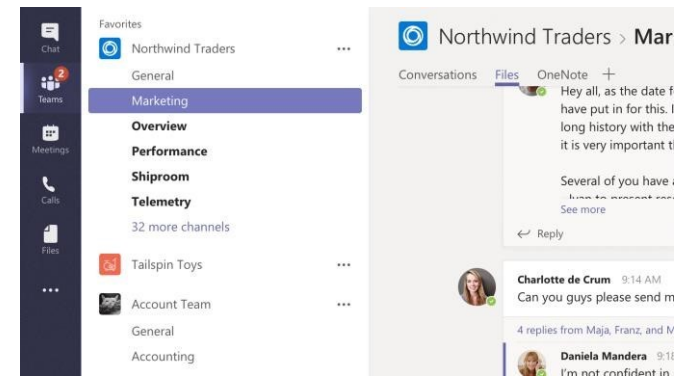 Chat
2
Teams
Meetings
Calls
Files
Favorites
Northwind Traders
General
Marketing
Overview
Performance
Shiproom
Telemetry
32 more channels
Tailspin Toys
Account Team
General
Accounting
Northwind Traders > Mar
Conversations Files OneNote +
Hey all, as the date f
have put in for this. I
long history with the
it is very important t
Several of you have a
See more
Reply
Charlotte de Crum 9:14 AM
Can you guys please send m
4 replies from Maja, Franz, and M
Daniela Mandera 9:18
I'm not confident in